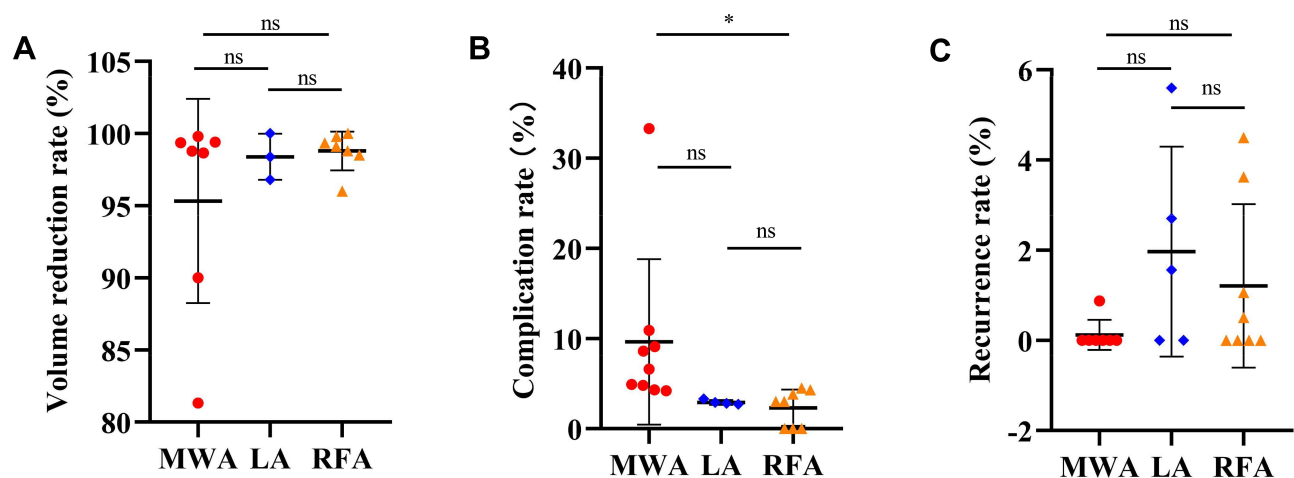 A
Volume reduction rate (%)
105
100
95
90
85
80
ns
ns
ns
MWA LA RFA
B
Complication rate (%)
40
30
20
10
0
*
ns
ns
MWA LA RFA
C
Recurrence rate (%)
6
4
2
0
-2
ns
ns
ns
MWA LA RFA